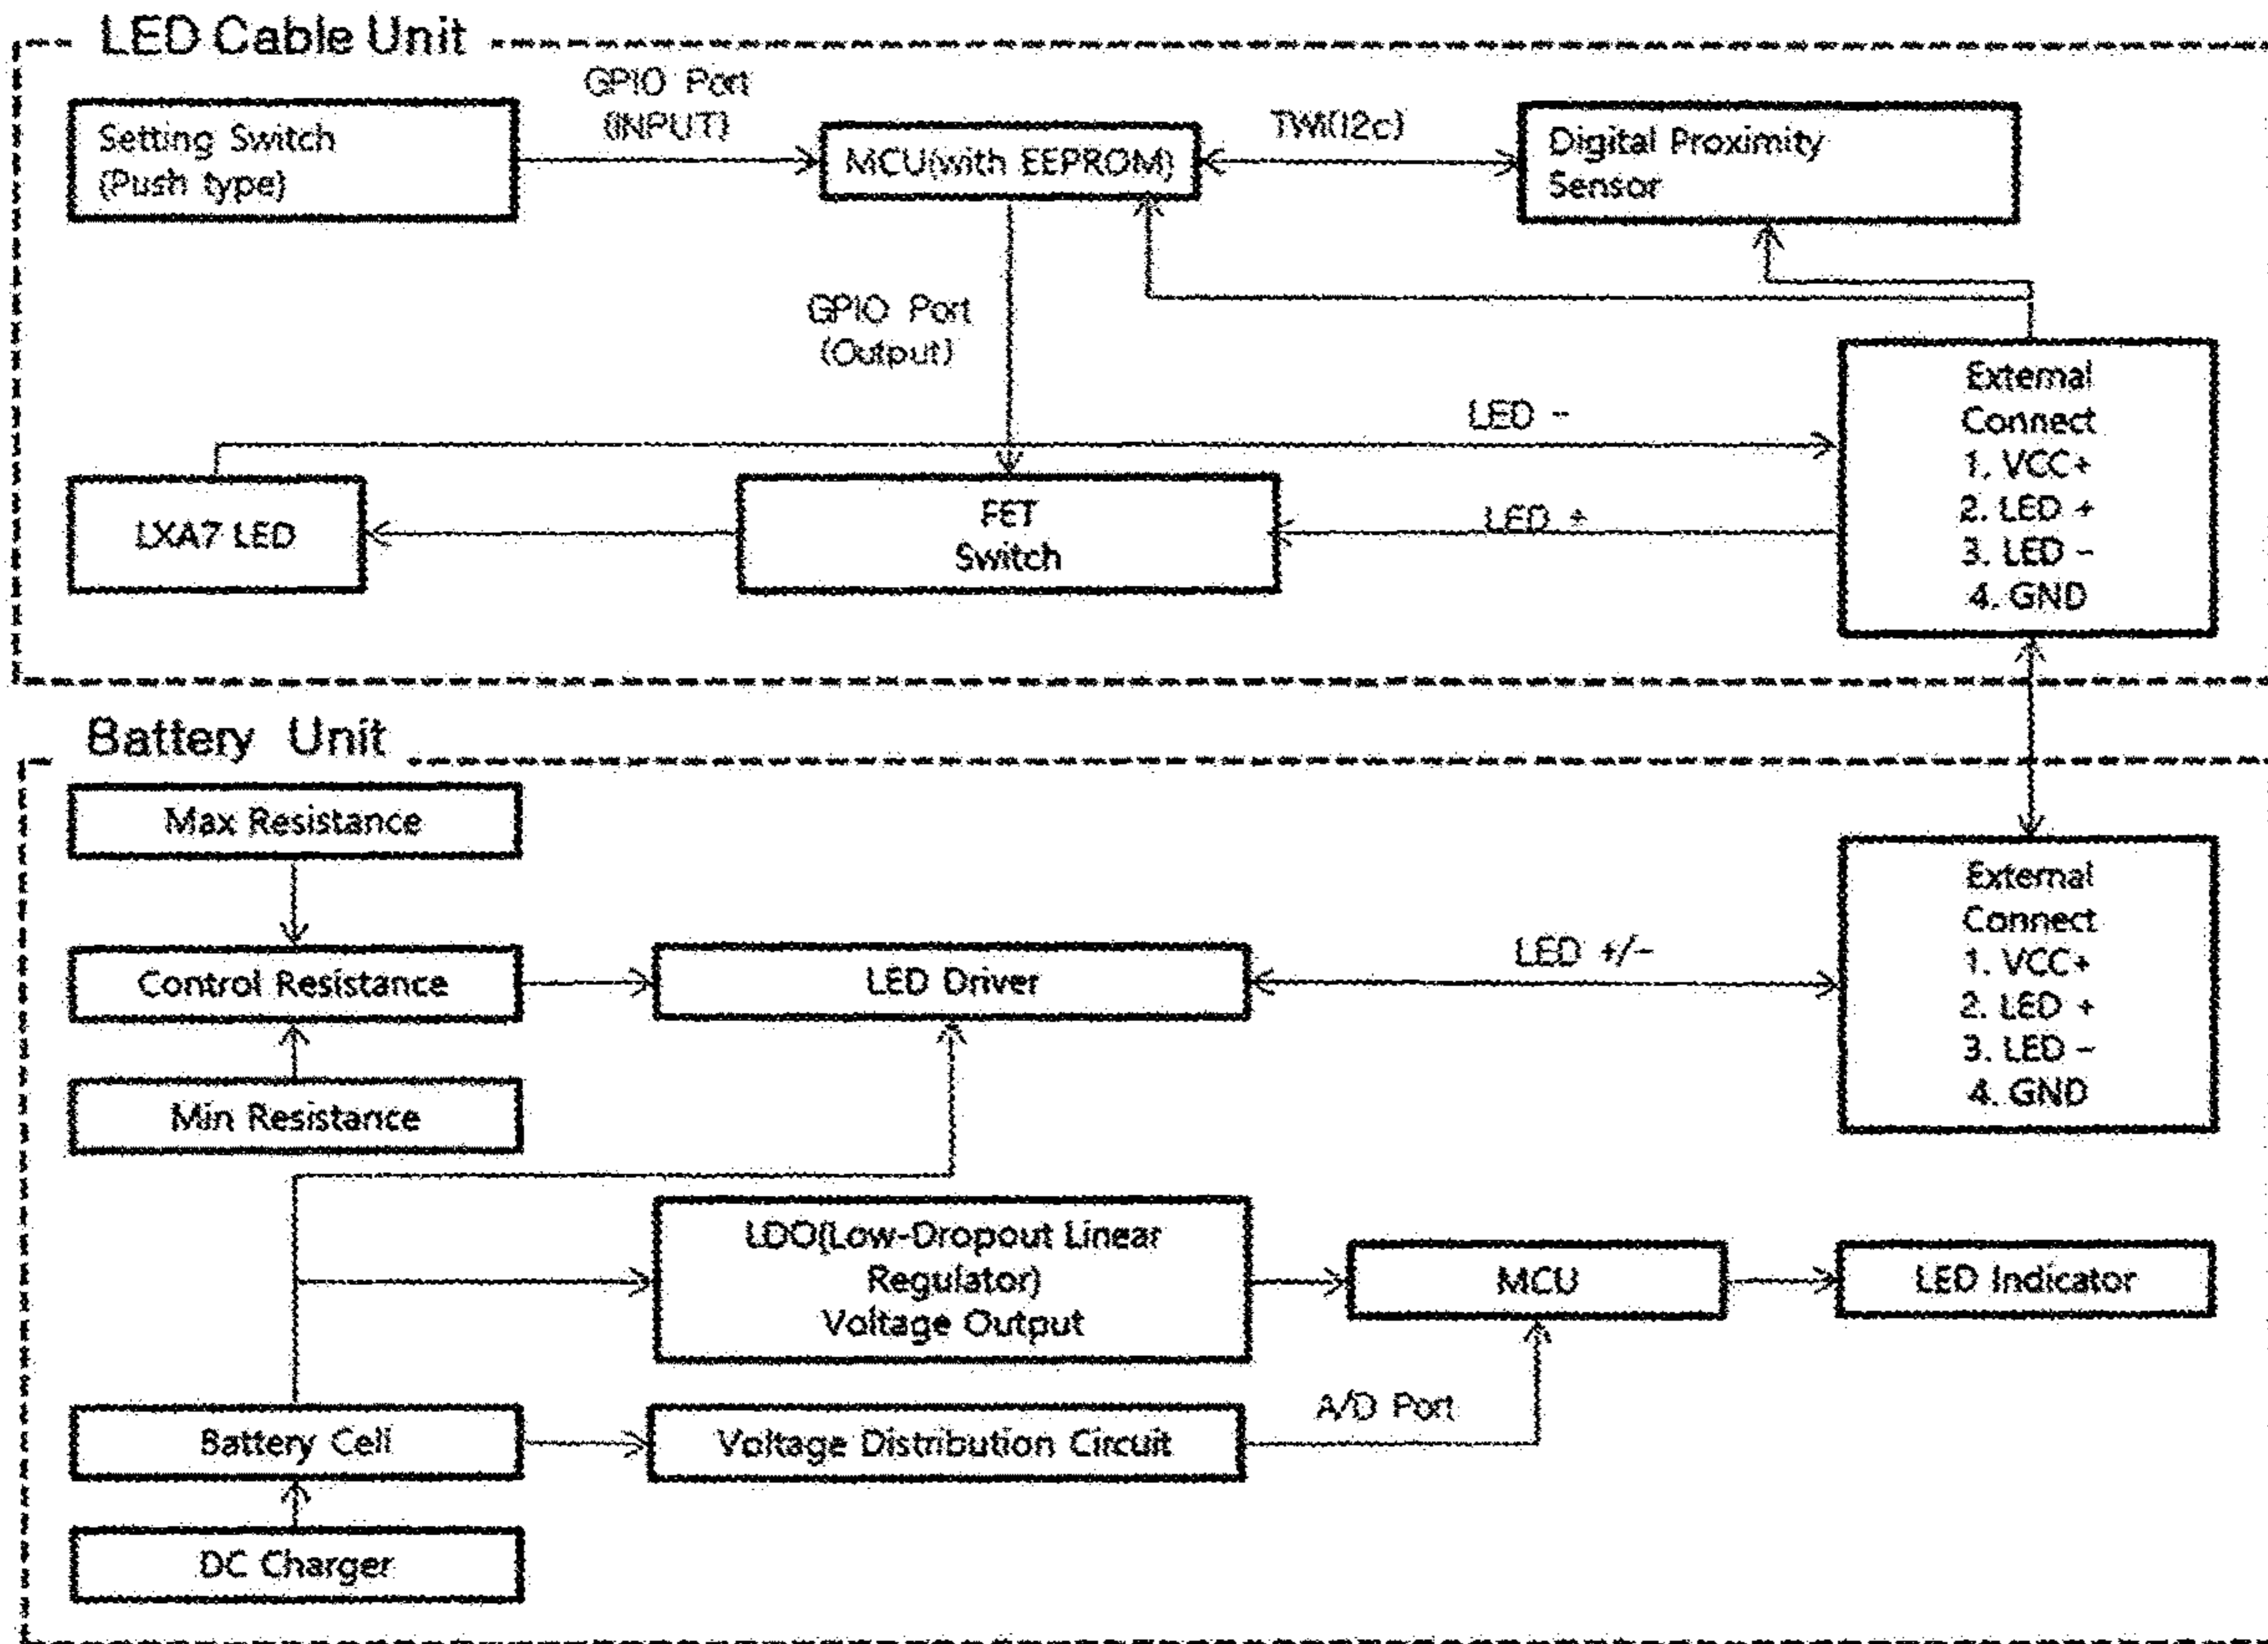 LED Cable Unit
GPIO Port
(INPUT)
Setting Switch
(Push type)
MCU(with EEPROM)
TWI(I2c)
Digital Proximity
Sensor
GPIO Port
(Output)
LED -
LED +
LXA7 LED
FET
Switch
External
Connect
1. VCC+
2. LED +
3. LED -
4. GND
Battery Unit
Max Resistance
Control Resistance
Min Resistance
LED Driver
LED +/-
External
Connect
1. VCC+
2. LED +
3. LED -
4. GND
LDO(Low-Dropout Linear
Regulator)
Voltage Output
MCU
LED Indicator
Battery Cell
Voltage Distribution Circuit
A/D Port
DC Charger